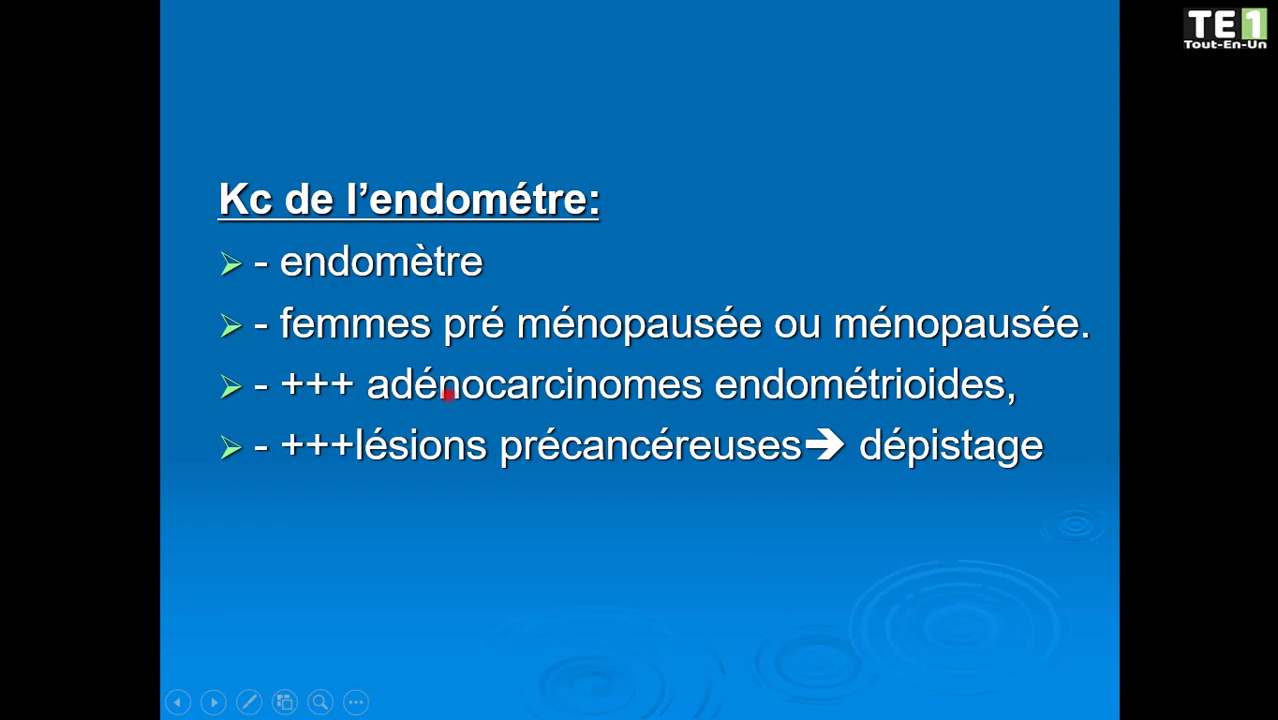 TE1
Tout-En-Un
Kc de l’endométre:
- endomètre
- femmes pré ménopausée ou ménopausée.
- +++ adénocarcinomes endométrioides,
- +++lésions précancéreuses➔ dépistage